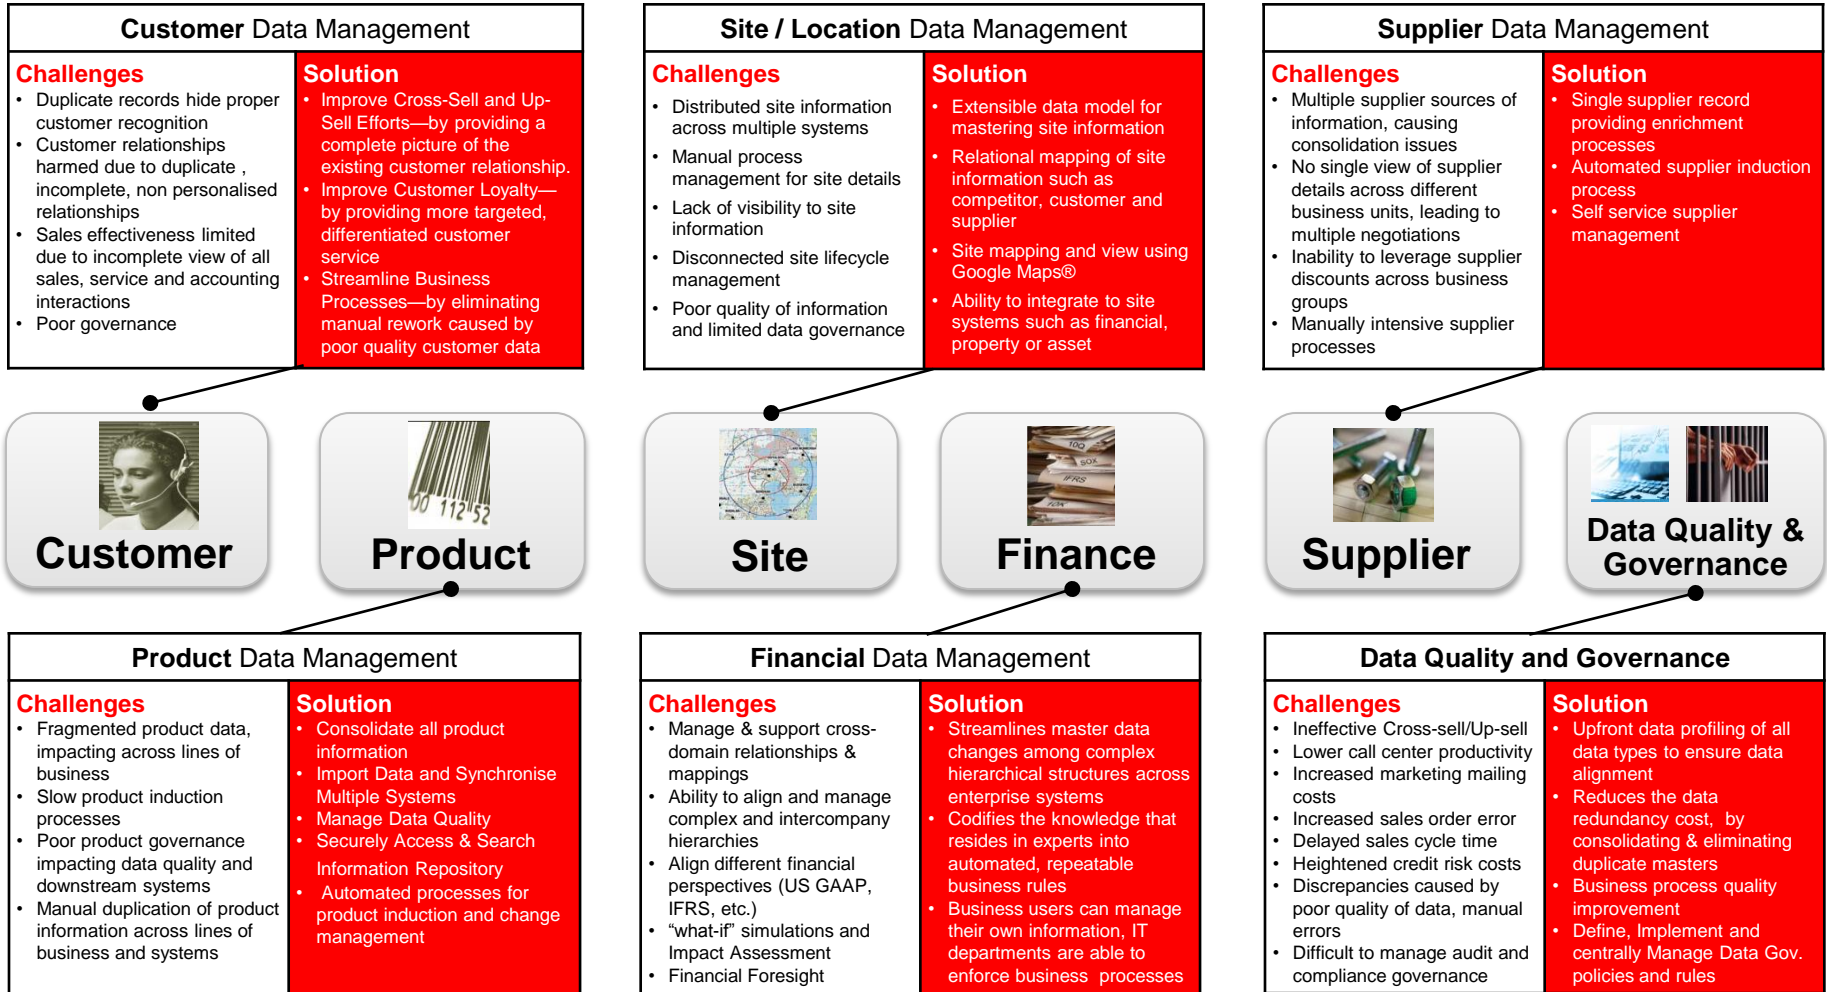 Customer Data Management
Challenges
• Duplicate records hide proper
customer recognition
• Customer relationships
harmed due to duplicate ,
incomplete, non personalised
relationships
• Sales effectiveness limited
due to incomplete view of all
sales, service and accounting
interactions
• Poor governance
Solution
• Improve Cross-Sell and Up-
Sell Efforts—by providing a
complete picture of the
existing customer relationship.
• Improve Customer Loyalty—
by providing more targeted,
differentiated customer
service
• Streamline Business
Processes—by eliminating
manual rework caused by
poor quality customer data
Site / Location Data Management
Challenges
• Distributed site information
across multiple systems
• Manual process
management for site details
• Lack of visibility to site
information
• Disconnected site lifecycle
management
• Poor quality of information
and limited data governance
Solution
• Extensible data model for
mastering site information
• Relational mapping of site
information such as
competitor, customer and
supplier
• Site mapping and view using
Google Maps®
• Ability to integrate to site
systems such as financial,
property or asset
Supplier Data Management
Challenges
• Multiple supplier sources of
information, causing
consolidation issues
• No single view of supplier
details across different
business units, leading to
multiple negotiations
• Inability to leverage supplier
discounts across business
groups
• Manually intensive supplier
processes
Solution
• Single supplier record
providing enrichment
processes
• Automated supplier induction
process
• Self service supplier
management
Customer
00 112 52
Product
Site
10Q
SOX
IFRS
10K
Finance
Supplier
Data Quality &
Governance
Product Data Management
Challenges
• Fragmented product data,
impacting across lines of
business
• Slow product induction
processes
• Poor product governance
impacting data quality and
downstream systems
• Manual duplication of product
information across lines of
business and systems
Solution
• Consolidate all product
information
• Import Data and Synchronise
Multiple Systems
• Manage Data Quality
• Securely Access & Search
Information Repository
• Automated processes for
product induction and change
management
Financial Data Management
Challenges
• Manage & support cross-
domain relationships &
mappings
• Ability to align and manage
complex and intercompany
hierarchies
• Align different financial
perspectives (US GAAP,
IFRS, etc.)
• “what-if” simulations and
Impact Assessment
• Financial Foresight
Solution
• Streamlines master data
changes among complex
hierarchical structures across
enterprise systems
• Codifies the knowledge that
resides in experts into
automated, repeatable
business rules
• Business users can manage
their own information, IT
departments are able to
enforce business processes
Data Quality and Governance
Challenges
• Ineffective Cross-sell/Up-sell
• Lower call center productivity
• Increased marketing mailing
costs
• Increased sales order error
• Delayed sales cycle time
• Heightened credit risk costs
• Discrepancies caused by
poor quality of data, manual
errors
• Difficult to manage audit and
compliance governance
Solution
• Upfront data profiling of all
data types to ensure data
alignment
• Reduces the data
redundancy cost, by
consolidating & eliminating
duplicate masters
• Business process quality
improvement
• Define, Implement and
centrally Manage Data Gov.
policies and rules